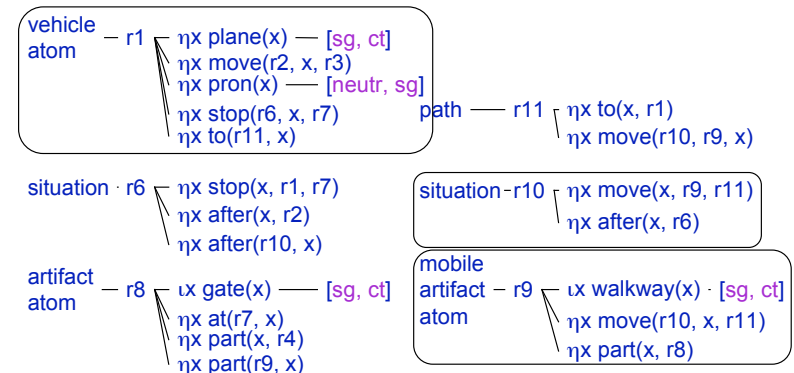 vehicle atom r1 ηx plane(x) [sg, ct]
ηx move(r2, x, r3)
ηx pron(x) [neutr, sg]
ηx stop(r6, x, r7)
ηx to(r11, x)
path r11 ηx to(x, r1)
ηx move(r10, r9, x)
situation r6 ηx stop(x, r1, r7)
ηx after(x, r2)
ηx after(r10, x)
situation r10 ηx move(x, r9, r11)
ηx after(x, r6)
artifact atom r8 ιx gate(x) [sg, ct]
ηx at(r7, x)
ηx part(x, r4)
ηx part(r9, x)
mobile artifact atom r9 ιx walkway(x) [sg, ct]
ηx move(r10, x, r11)
ηx part(x, r8)